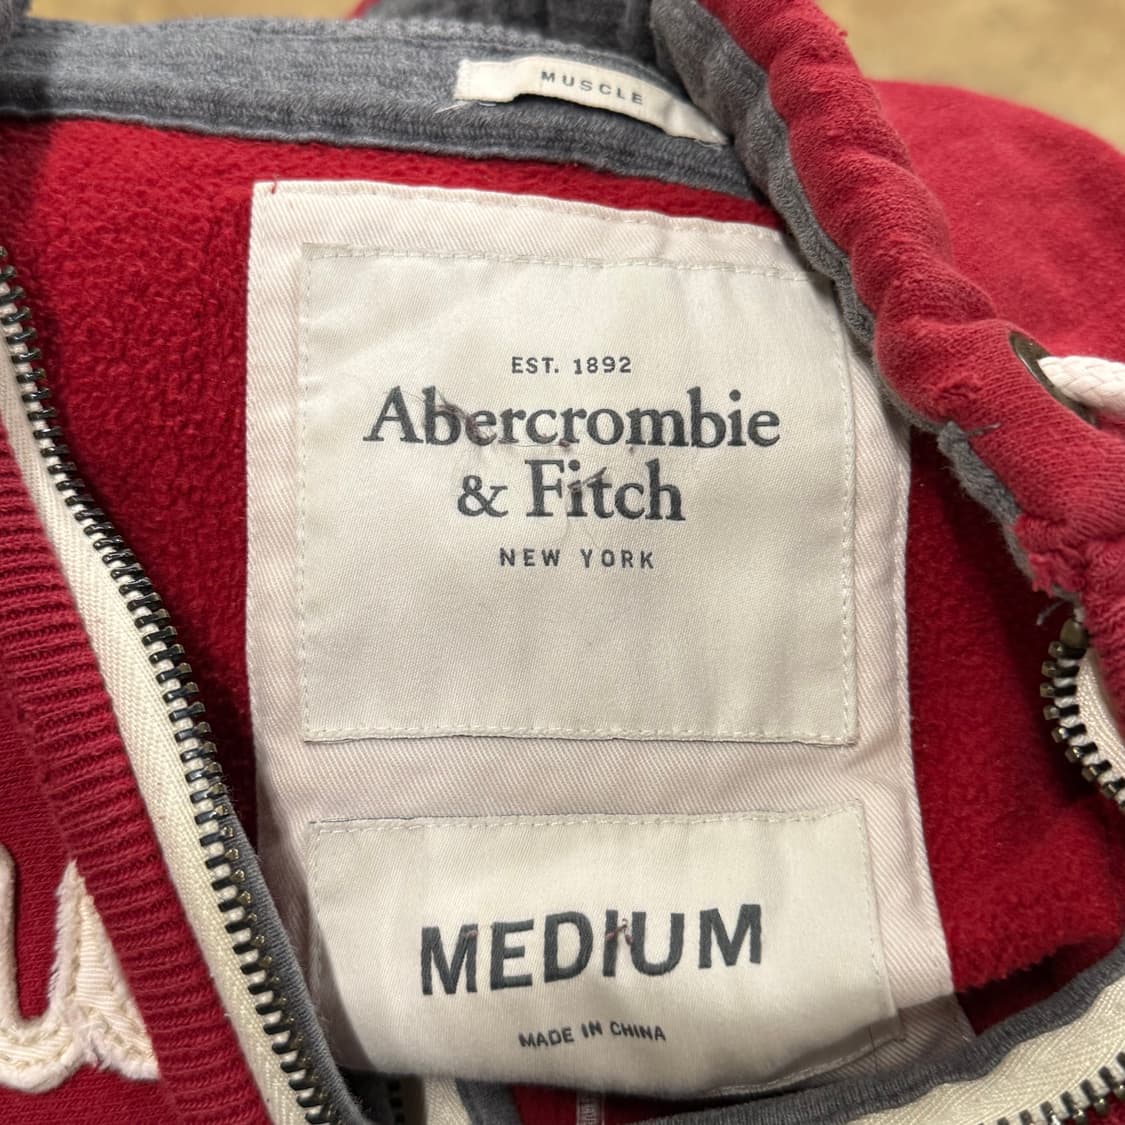 MUSCLE
EST. 1892
Abercrombie
& Fitch
NEW YORK
MEDIUM
MADE IN CHINA